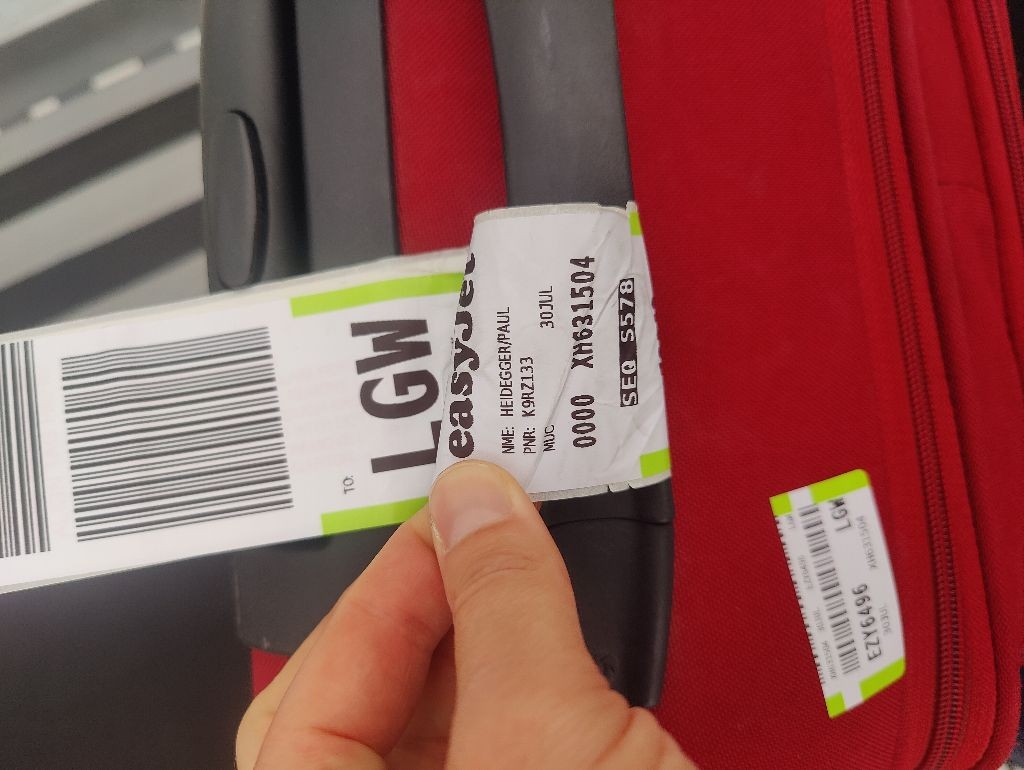 TO:
LGW
easyJet
NME: HEIDEGGER/PAUL
PNR: K9RZ133
MUC 30JUL
0000 XH631504
SEQ S578
LGW
EZY6496
30JUL
XH631504